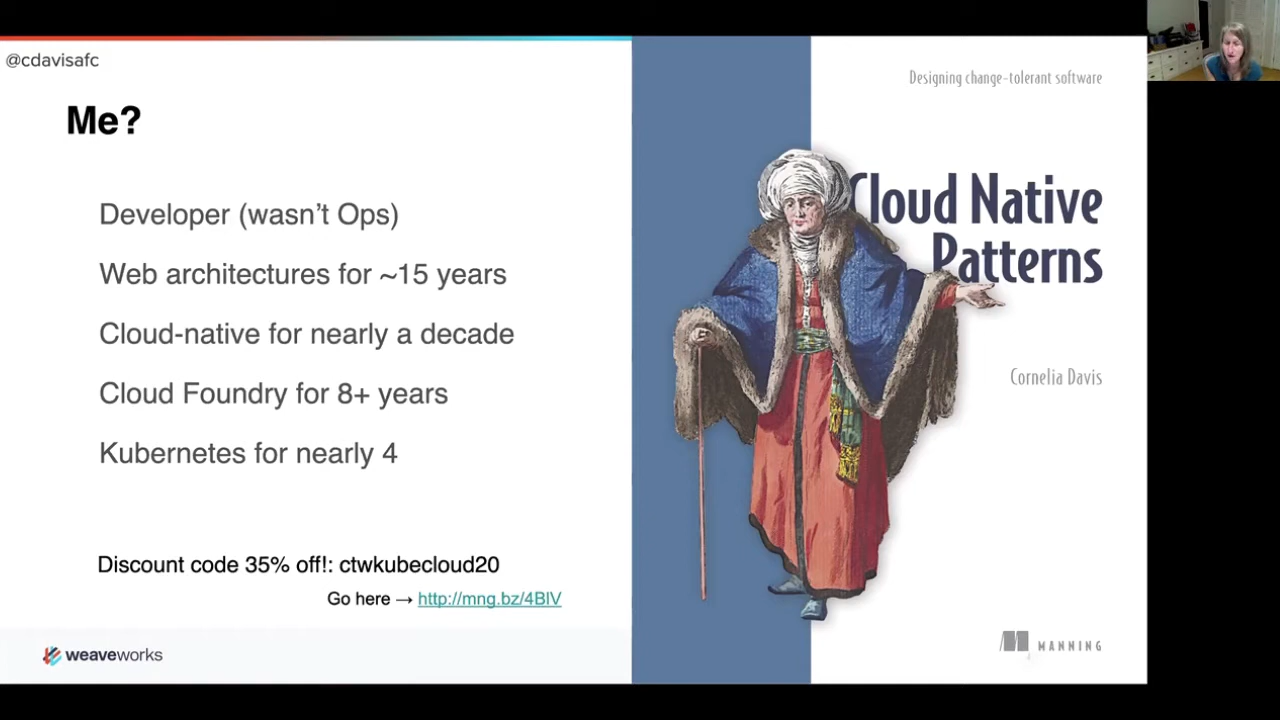 @cdavisafc
Me?
Developer (wasn't Ops)
Web architectures for ~15 years
Cloud-native for nearly a decade
Cloud Foundry for 8+ years
Kubernetes for nearly 4
Discount code 35% off!: ctwkubecloud20
Go here → http://mng.bz/4BlV
weaveworks
Designing change-tolerant software
Cloud Native
Patterns
Cornelia Davis
MANNING